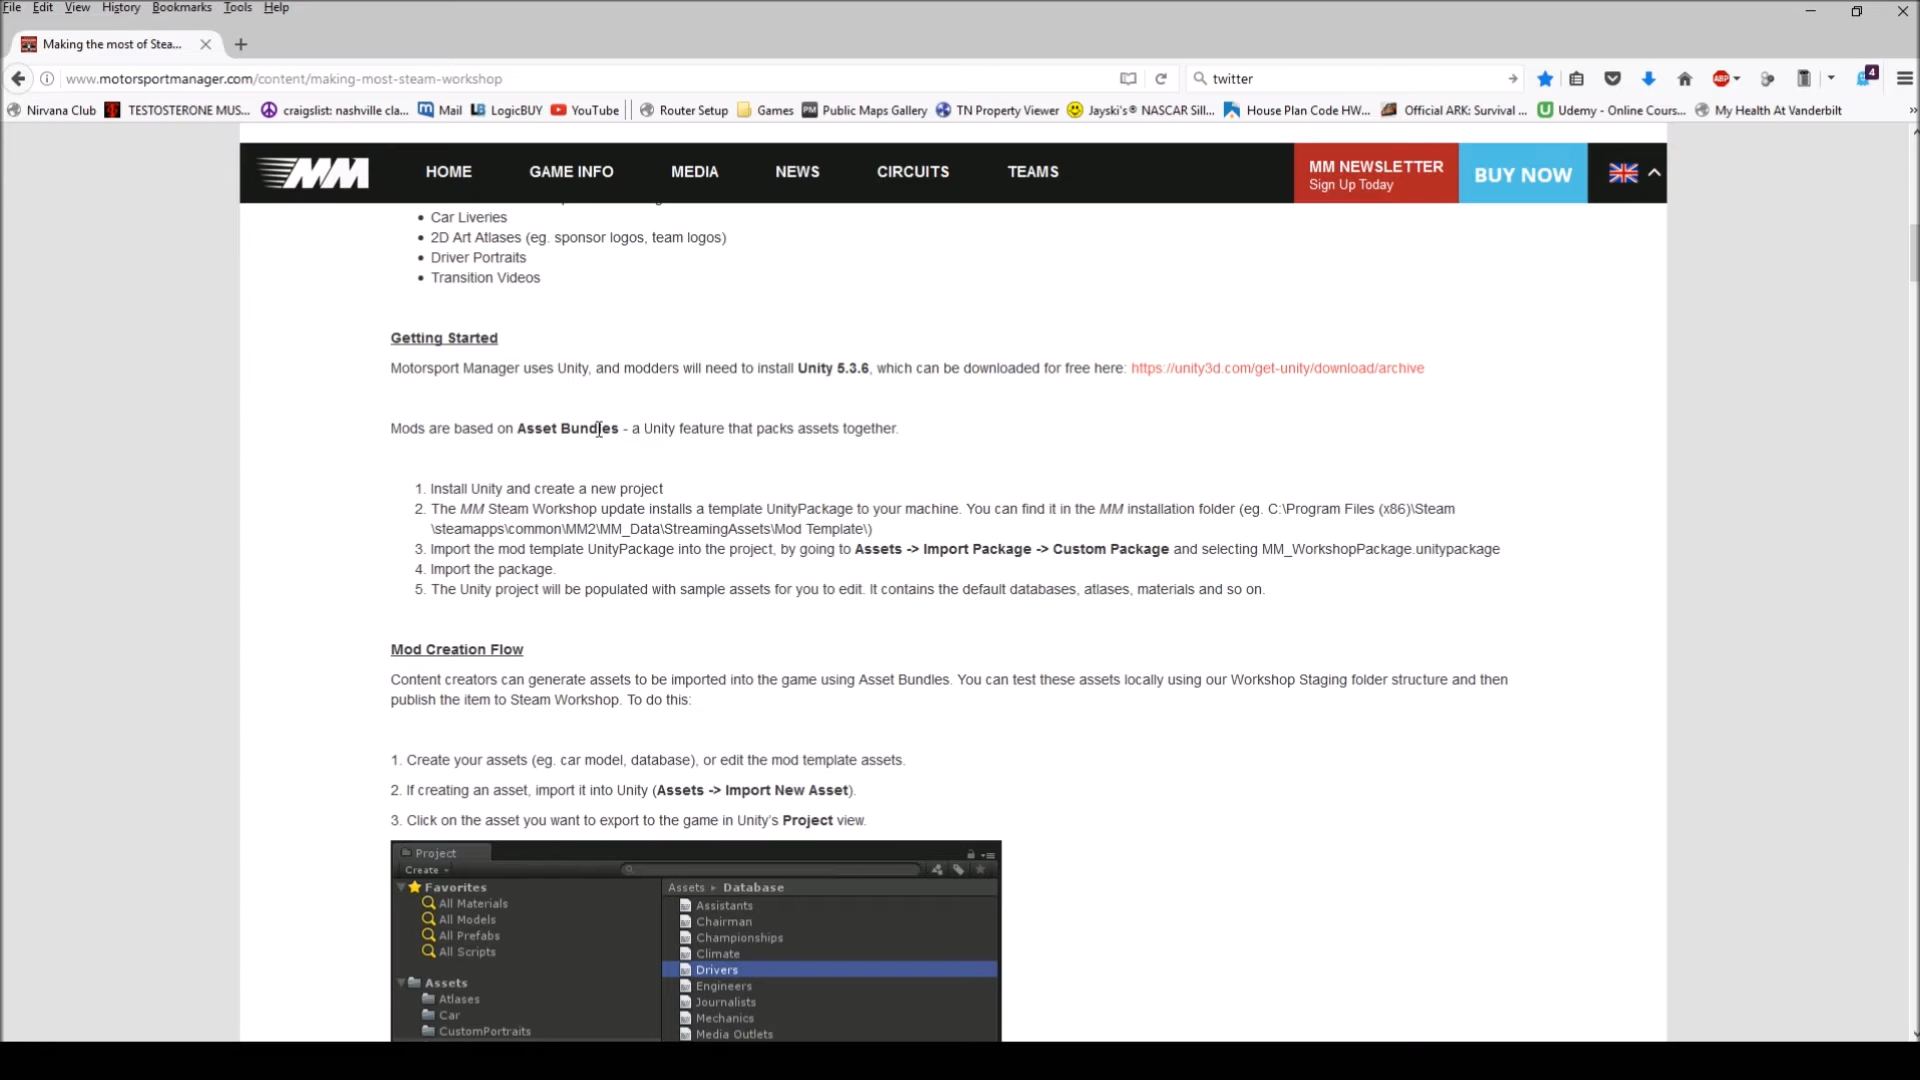 File Edit View History Bookmarks Tools Help
Making the most of Stea...
www.motorsportmanager.com/content/making-most-steam-workshop
twitter
ABP
4
Nirvana Club TESTOSTERONE MUS... craigslist: nashville cla... Mail LogicBUY YouTube Router Setup Games Public Maps Gallery TN Property Viewer Jayski's® NASCAR Sill... House Plan Code HW... Official ARK: Survival ... Udemy - Online Cours... My Health At Vanderbilt
MM HOME GAME INFO MEDIA NEWS CIRCUITS TEAMS
MM NEWSLETTER
Sign Up Today
BUY NOW
• Car Liveries
• 2D Art Atlases (eg. sponsor logos, team logos)
• Driver Portraits
• Transition Videos
Getting Started
Motorsport Manager uses Unity, and modders will need to install Unity 5.3.6, which can be downloaded for free here: https://unity3d.com/get-unity/download/archive
Mods are based on Asset Bundles - a Unity feature that packs assets together.
1. Install Unity and create a new project
2. The MM Steam Workshop update installs a template UnityPackage to your machine. You can find it in the MM installation folder (eg. C:\Program Files (x86)\Steam
\steamapps\common\MM2\MM_Data\StreamingAssets\Mod Template\)
3. Import the mod template UnityPackage into the project, by going to Assets -> Import Package -> Custom Package and selecting MM_WorkshopPackage.unitypackage
4. Import the package.
5. The Unity project will be populated with sample assets for you to edit. It contains the default databases, atlases, materials and so on.
Mod Creation Flow
Content creators can generate assets to be imported into the game using Asset Bundles. You can test these assets locally using our Workshop Staging folder structure and then
publish the item to Steam Workshop. To do this:
1. Create your assets (eg. car model, database), or edit the mod template assets.
2. If creating an asset, import it into Unity (Assets -> Import New Asset).
3. Click on the asset you want to export to the game in Unity's Project view.
Project
Create
Favorites
All Materials
All Models
All Prefabs
All Scripts
Assets
Atlases
Car
CustomPortraits
Assets Database
Assistants
Chairman
Championships
Climate
Drivers
Engineers
Journalists
Mechanics
Media Outlets